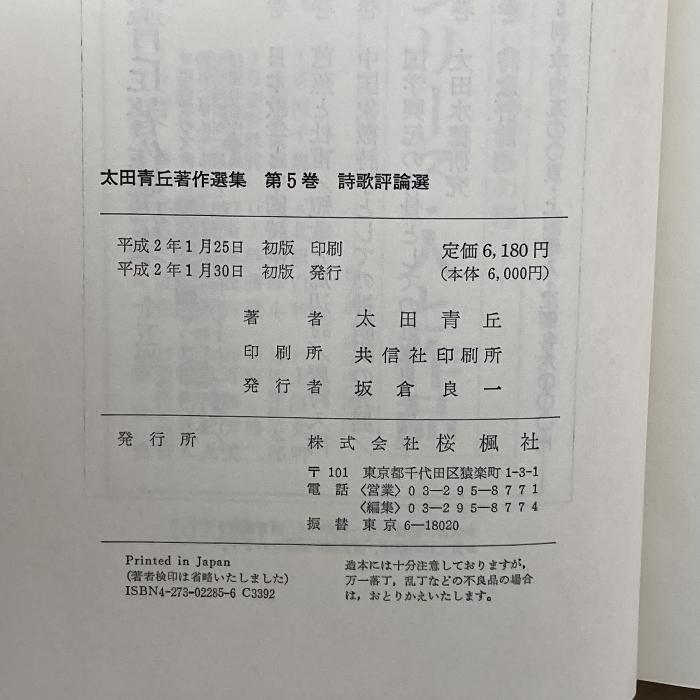 太田青丘著作選集 第5巻 詩歌評論選
平成2年1月25日 初版 印刷
平成2年1月30日 初版 発行
定価6,180円
（本体 6,000円）
著者 太田青丘
印刷所 共信社印刷所
発行者 坂倉良一
発行所 株式会社桜楓社
〒101 東京都千代田区猿楽町1-3-1
電話〈営業〉03―295―8771
〈編集〉03―295―8774
振替 東京6―18020
Printed in Japan
（著者検印は省略いたしました）
ISBN4-273-02285-6 C3392
造本には十分注意しておりますが，
万一落丁，乱丁などの不良品の場合
は，おとりかえいたします。